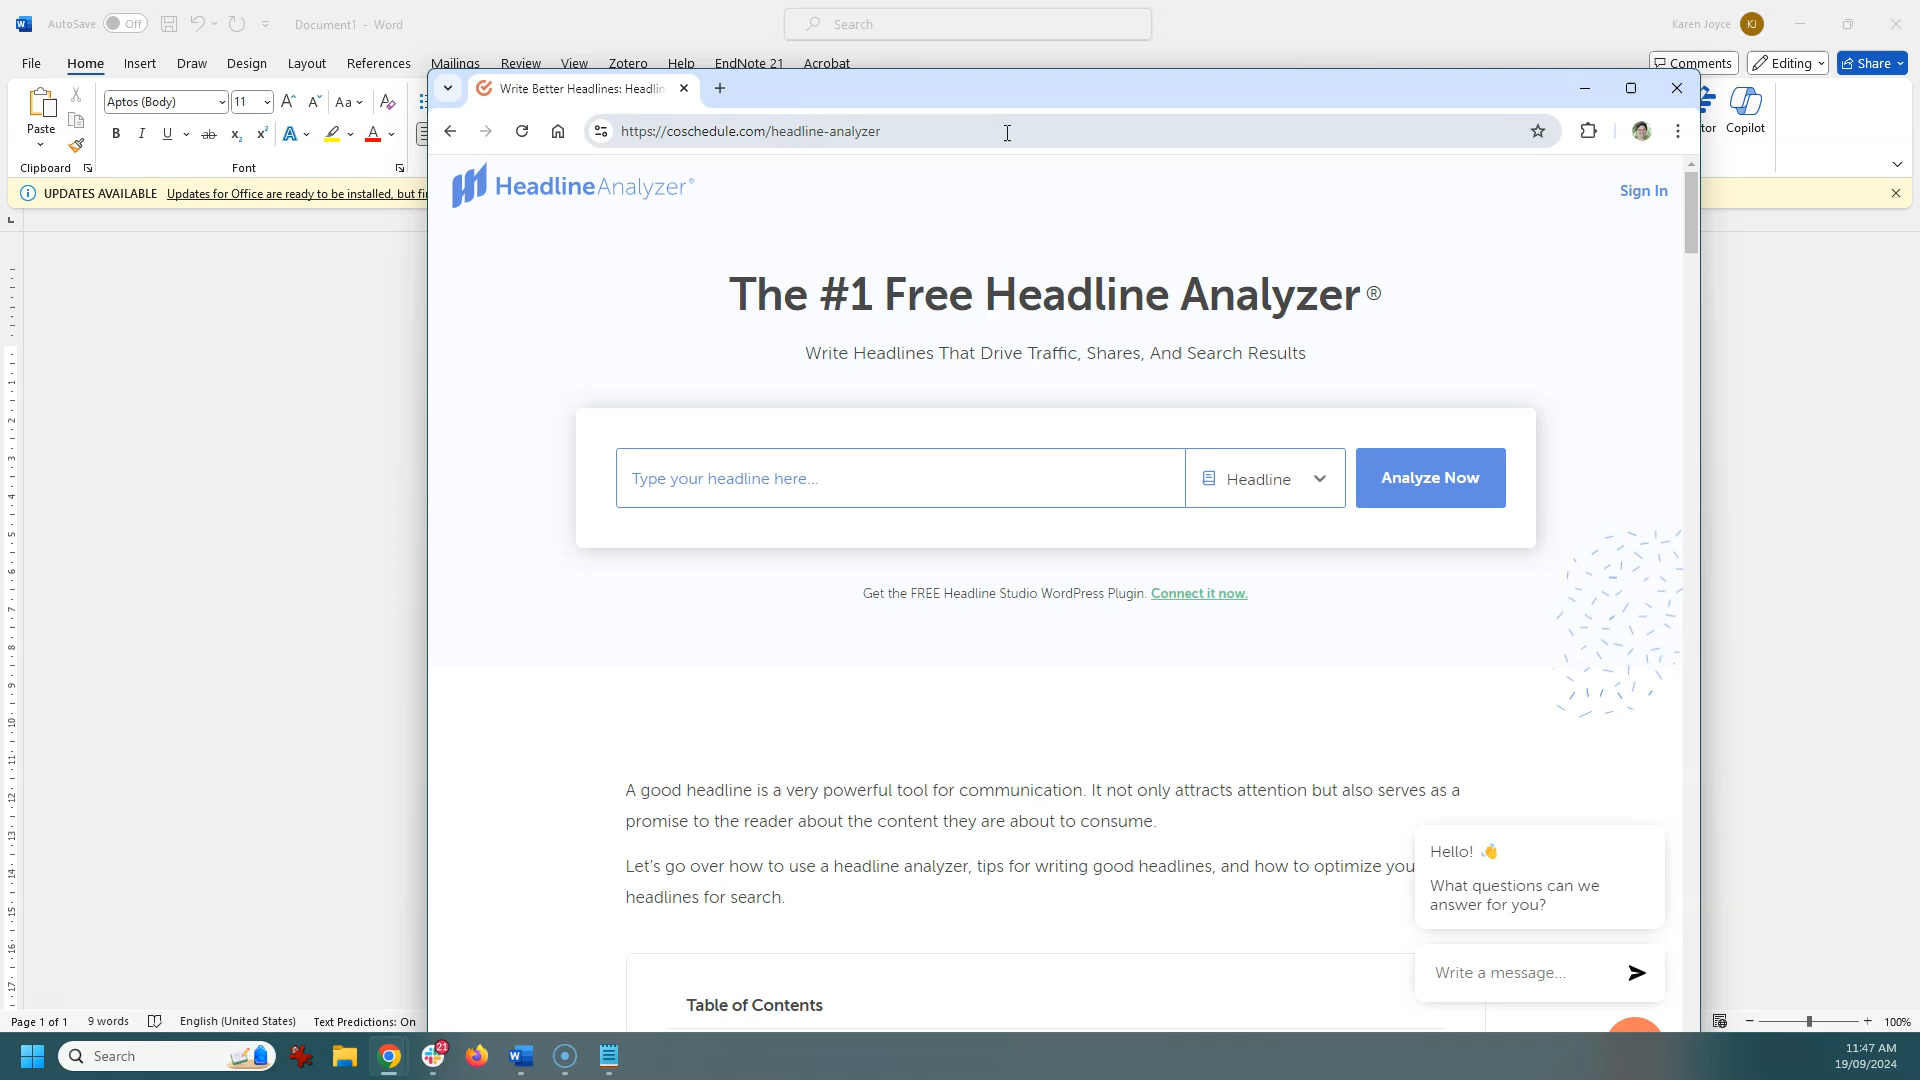 AutoSave Off Document1 - Word Search Karen Joyce KJ
File Home Insert Draw Design Layout References Mailings Review View Zotero Help EndNote 21 Acrobat Comments Editing Share
Paste Aptos (Body) 11 Aa Copilot
Clipboard Font
UPDATES AVAILABLE Updates for Office are ready to be installed, but
Write Better Headlines: Headlin
https://coschedule.com/headline-analyzer
HeadlineAnalyzer® Sign In
The #1 Free Headline Analyzer®
Write Headlines That Drive Traffic, Shares, And Search Results
Type your headline here... Headline Analyze Now
Get the FREE Headline Studio WordPress Plugin. Connect it now.
A good headline is a very powerful tool for communication. It not only attracts attention but also serves as a
promise to the reader about the content they are about to consume.
Let's go over how to use a headline analyzer, tips for writing good headlines, and how to optimize you
headlines for search.
Hello! 👋
What questions can we
answer for you?
Write a message...
Table of Contents
Page 1 of 1 9 words English (United States) Text Predictions: On 100%
Search 21 11:47 AM
19/09/2024